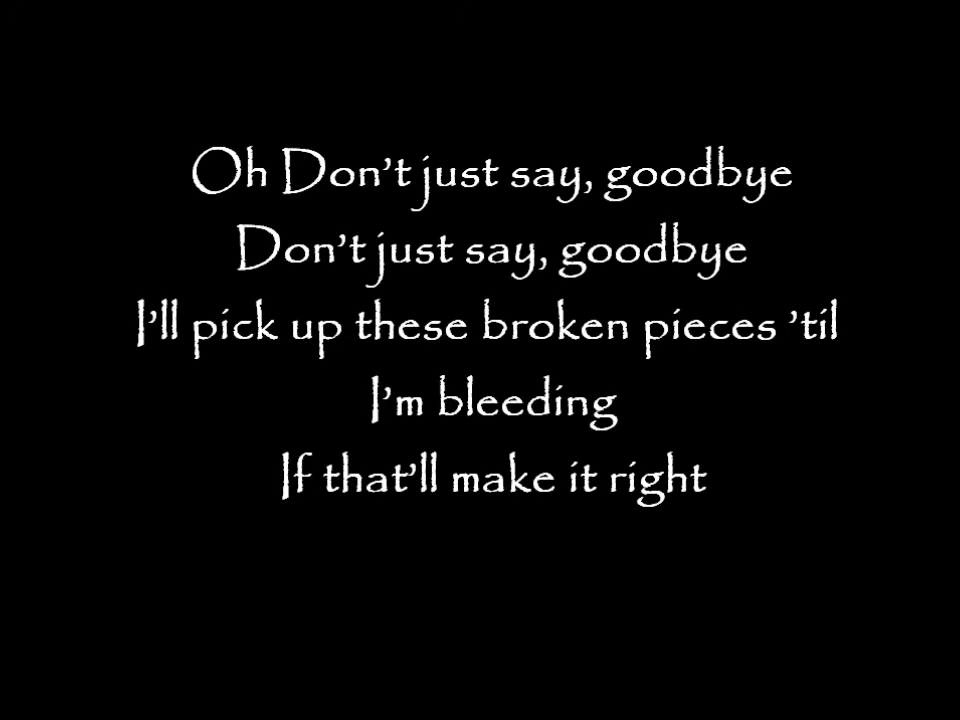 Oh Don’t just say, goodbye
Don’t just say, goodbye
I’ll pick up these broken pieces ’til
I’m bleeding
If that’ll make it right